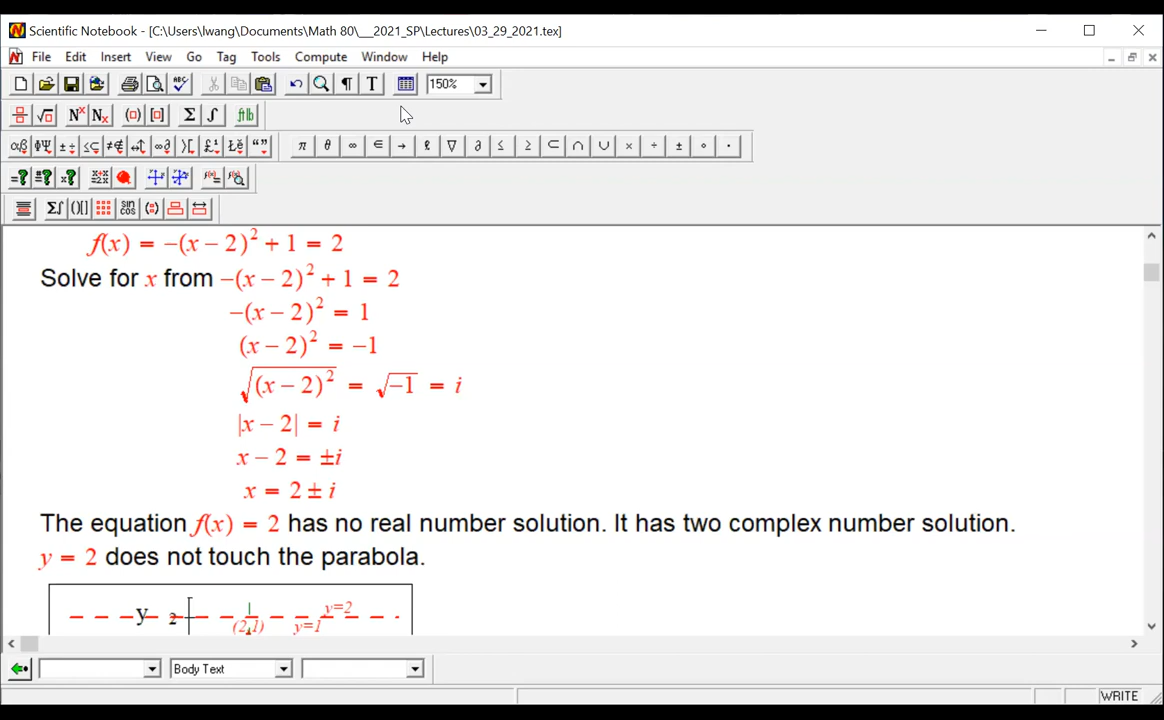 Scientific Notebook - [C:\Users\lwang\Documents\Math 80\__2021_SP\Lectures\03_29_2021.tex]
File Edit Insert View Go Tag Tools Compute Window Help
150%
π θ ∞ ∈ → ℓ ∇ ∂ ≤ ≥ ⊂ ∩ ∪ × ÷ ± ∘ ·
f(x) = −(x − 2)² + 1 = 2
Solve for x from −(x − 2)² + 1 = 2
−(x − 2)² = 1
(x − 2)² = −1
√(x − 2)² = √−1 = i
|x − 2| = i
x − 2 = ±i
x = 2 ± i
The equation f(x) = 2 has no real number solution. It has two complex number solution.
y = 2 does not touch the parabola.
y 2 y=2
(2,1) y=1
Body Text
WRITE